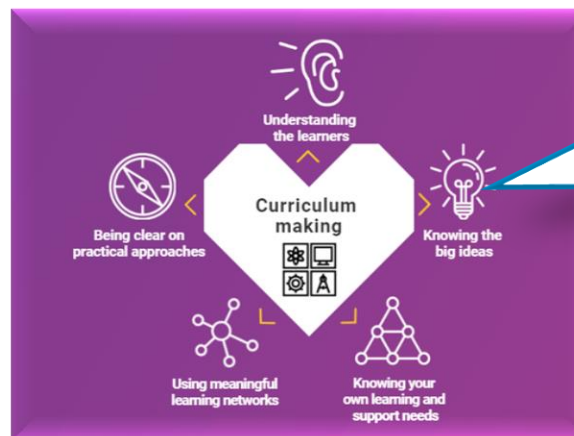 Understanding
the learners
Curriculum
making
Being clear on
practical approaches
Knowing the
big ideas
Using meaningful
learning networks
Knowing your
own learning and
support needs